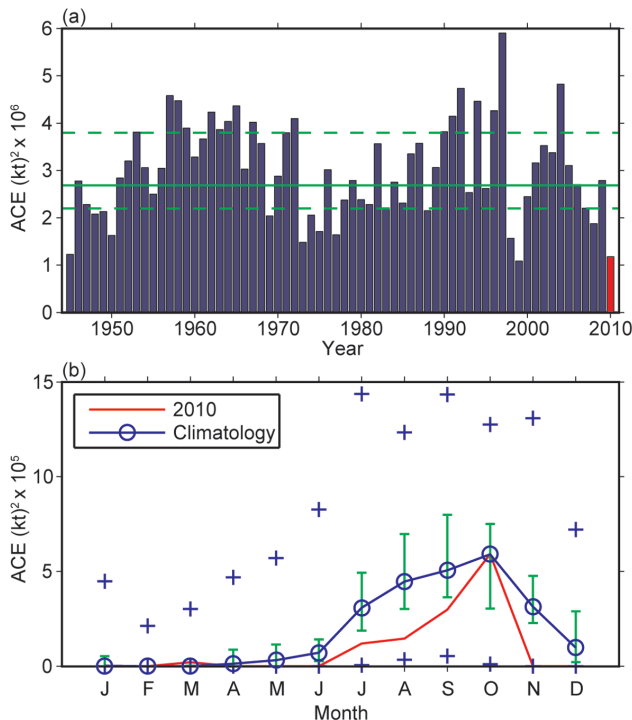 (a)
6
5
4
3
2
1
0
ACE (kt)² x 10⁶
1950 1960 1970 1980 1990 2000 2010
Year
(b)
15
10
5
0
ACE (kt)² x 10⁵
2010
Climatology
J F M A M J J A S O N D
Month